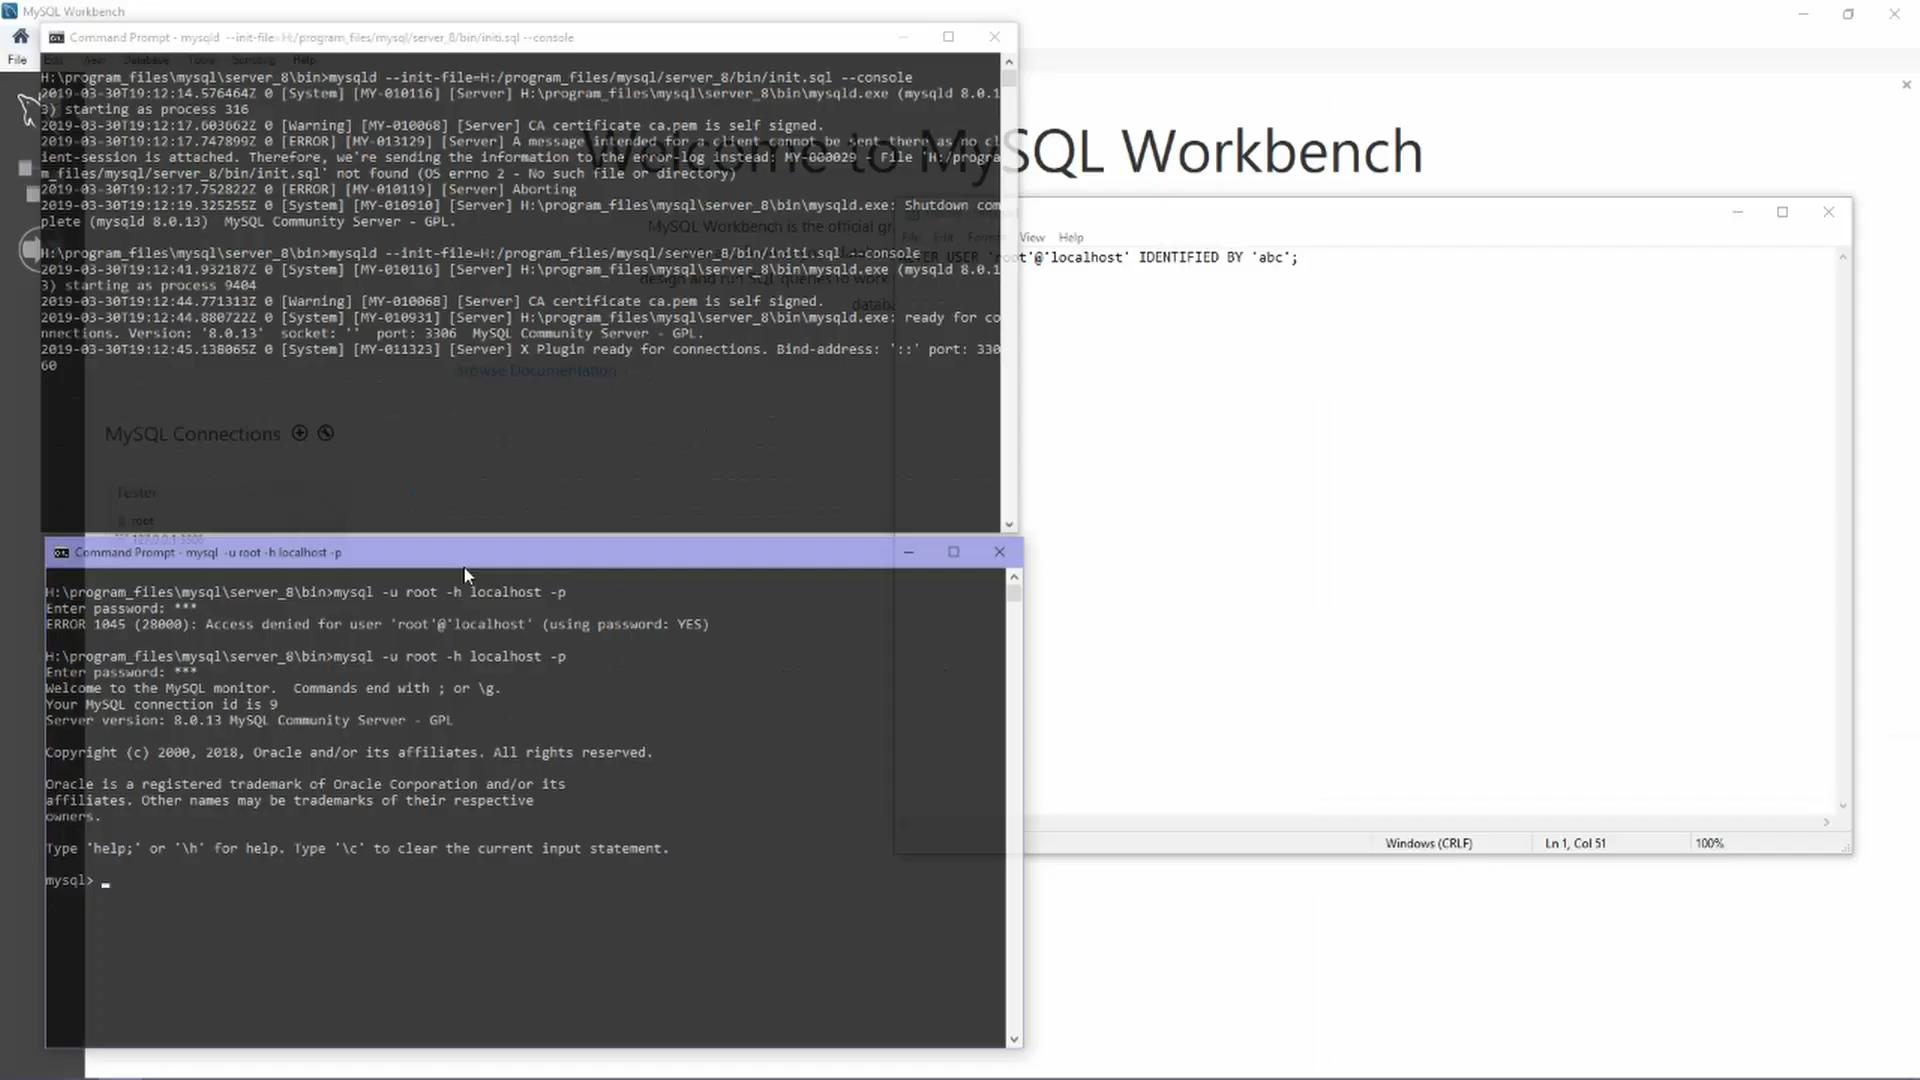 MySQL Workbench
File Edit View Database Tools Scripting Help
Command Prompt - mysqld --init-file=H:/program_files/mysql/server_8/bin/initi.sql --console
H:\program_files\mysql\server_8\bin>mysqld --init-file=H:/program_files/mysql/server_8/bin/init.sql --console
2019-03-30T19:12:14.576464Z 0 [System] [MY-010116] [Server] H:\program_files\mysql\server_8\bin\mysqld.exe (mysqld 8.0.1
3) starting as process 316
2019-03-30T19:12:17.603662Z 0 [Warning] [MY-010068] [Server] CA certificate ca.pem is self signed.
2019-03-30T19:12:17.747899Z 0 [ERROR] [MY-013129] [Server] A message intended for a client cannot be sent there as no cl
ient-session is attached. Therefore, we're sending the information to the error-log instead: MY-000029 - File 'H:/progra
m_files/mysql/server_8/bin/init.sql' not found (OS errno 2 - No such file or directory)
2019-03-30T19:12:17.752822Z 0 [ERROR] [MY-010119] [Server] Aborting
2019-03-30T19:12:19.325255Z 0 [System] [MY-010910] [Server] H:\program_files\mysql\server_8\bin\mysqld.exe: Shutdown com
plete (mysqld 8.0.13)  MySQL Community Server - GPL.
H:\program_files\mysql\server_8\bin>mysqld --init-file=H:/program_files/mysql/server_8/bin/initi.sql --console
2019-03-30T19:12:41.932187Z 0 [System] [MY-010116] [Server] H:\program_files\mysql\server_8\bin\mysqld.exe (mysqld 8.0.1
3) starting as process 9404
2019-03-30T19:12:44.771313Z 0 [Warning] [MY-010068] [Server] CA certificate ca.pem is self signed.
2019-03-30T19:12:44.880722Z 0 [System] [MY-010931] [Server] H:\program_files\mysql\server_8\bin\mysqld.exe: ready for co
nnections. Version: '8.0.13'  socket: ''  port: 3306  MySQL Community Server - GPL.
2019-03-30T19:12:45.138065Z 0 [System] [MY-011323] [Server] X Plugin ready for connections. Bind-address: '::' port: 330
60
Welcome to MySQL Workbench
MySQL Workbench is the official gr
design and run SQL queries to work
databa
Browse Documentation
MySQL Connections
Tester
root
127.0.0.1:3306
File Edit Format View Help
ALTER USER 'root'@'localhost' IDENTIFIED BY 'abc';
Windows (CRLF) Ln 1, Col 51 100%
Command Prompt - mysql -u root -h localhost -p
H:\program_files\mysql\server_8\bin>mysql -u root -h localhost -p
Enter password: ***
ERROR 1045 (28000): Access denied for user 'root'@'localhost' (using password: YES)
H:\program_files\mysql\server_8\bin>mysql -u root -h localhost -p
Enter password: ***
Welcome to the MySQL monitor.  Commands end with ; or \g.
Your MySQL connection id is 9
Server version: 8.0.13 MySQL Community Server - GPL
Copyright (c) 2000, 2018, Oracle and/or its affiliates. All rights reserved.
Oracle is a registered trademark of Oracle Corporation and/or its
affiliates. Other names may be trademarks of their respective
owners.
Type 'help;' or '\h' for help. Type '\c' to clear the current input statement.
mysql>